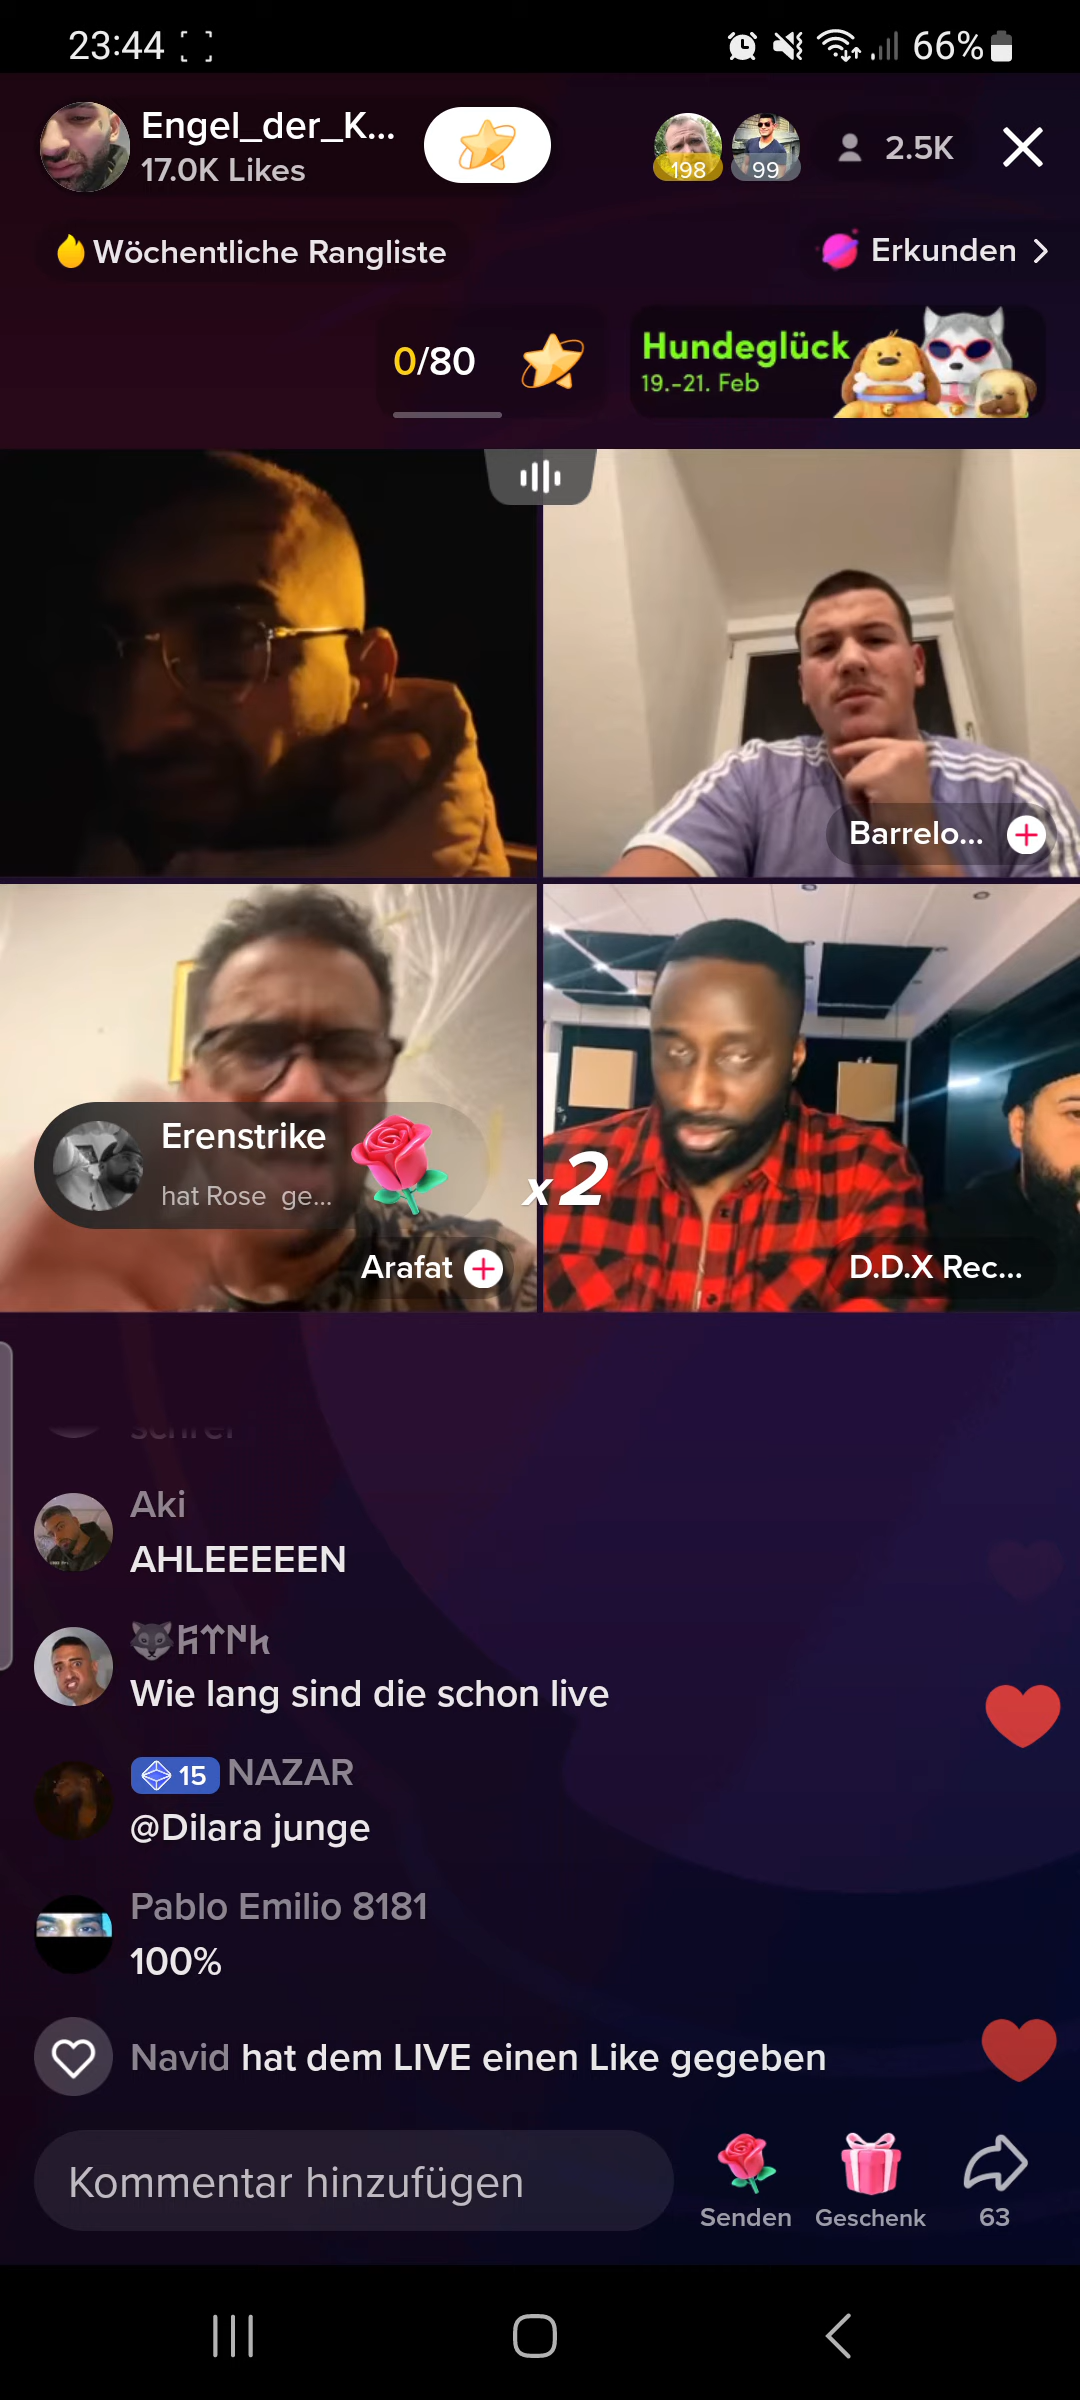 23:44
66%
Engel_der_K...
17.0K Likes
198
99
2.5K
Wöchentliche Rangliste
Erkunden
0/80
Hundeglück
19.-21. Feb
Barrelo...
Erenstrike
hat Rose ge...
x2
Arafat
D.D.X Rec...
Aki
AHLEEEEEN
Wie lang sind die schon live
15 NAZAR
@Dilara junge
Pablo Emilio 8181
100%
Navid hat dem LIVE einen Like gegeben
Kommentar hinzufügen
Senden
Geschenk
63